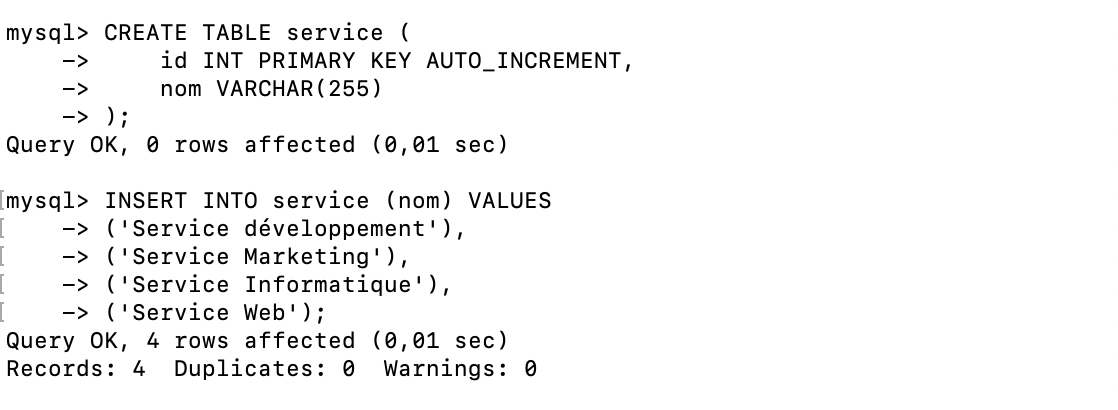 mysql> CREATE TABLE service (
    ->     id INT PRIMARY KEY AUTO_INCREMENT,
    ->     nom VARCHAR(255)
    -> );
Query OK, 0 rows affected (0,01 sec)

[mysql> INSERT INTO service (nom) VALUES
[    -> ('Service développement'),
[    -> ('Service Marketing'),
[    -> ('Service Informatique'),
[    -> ('Service Web');
Query OK, 4 rows affected (0,01 sec)
Records: 4  Duplicates: 0  Warnings: 0